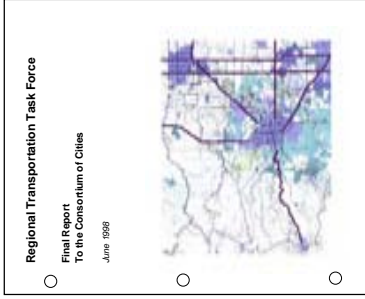 Regional Transportation Task Force
Final Report
To the Consortium of Cities
June 1998